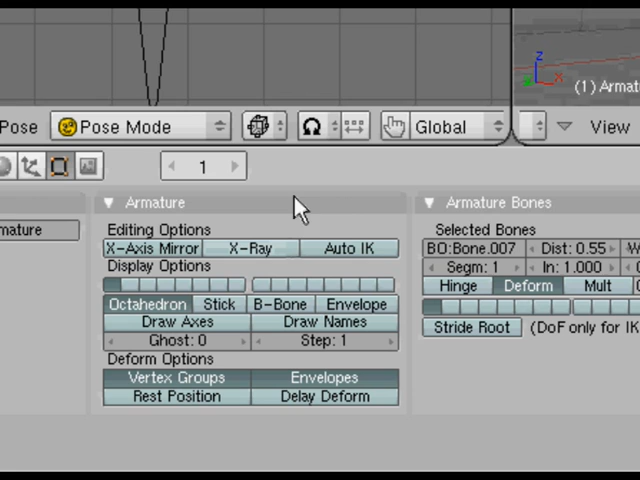 z
x
y
(1) Armatu
Pose Pose Mode Global View
1
mature
Armature
Editing Options
X-Axis Mirror X-Ray Auto IK
Display Options
Octahedron Stick B-Bone Envelope
Draw Axes Draw Names
Ghost: 0 Step: 1
Deform Options
Vertex Groups Envelopes
Rest Position Delay Deform
Armature Bones
Selected Bones
BO:Bone.007 Dist: 0.55 W
Segm: 1 In: 1.000
Hinge Deform Mult
Stride Root (DoF only for IK